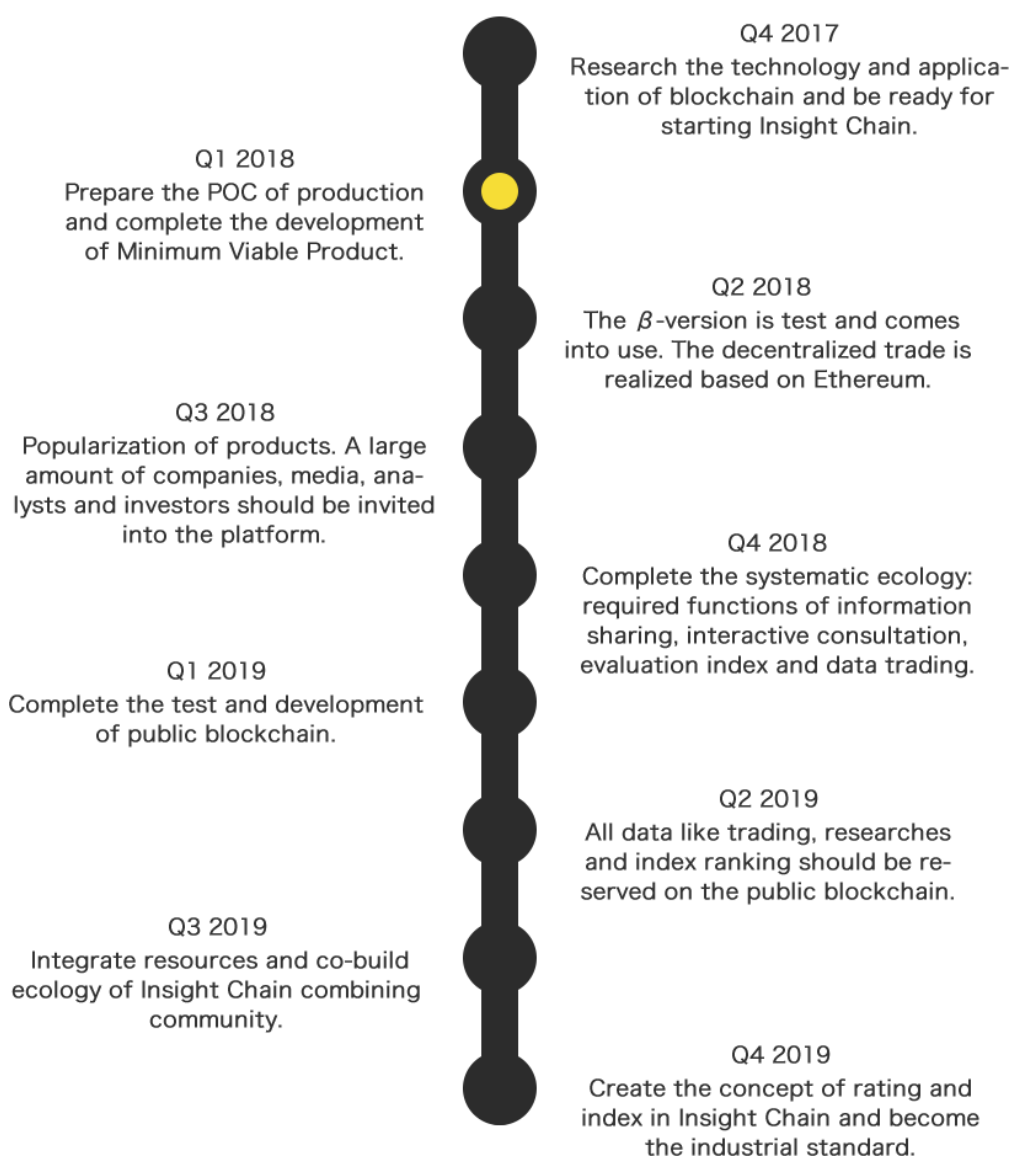 Q4 2017
Research the technology and applica-
tion of blockchain and be ready for
starting Insight Chain.
Q1 2018
Prepare the POC of production
and complete the development
of Minimum Viable Product.
Q2 2018
The β-version is test and comes
into use. The decentralized trade is
realized based on Ethereum.
Q3 2018
Popularization of products. A large
amount of companies, media, ana-
lysts and investors should be invited
into the platform.
Q4 2018
Complete the systematic ecology:
required functions of information
sharing, interactive consultation,
evaluation index and data trading.
Q1 2019
Complete the test and development
of public blockchain.
Q2 2019
All data like trading, researches
and index ranking should be re-
served on the public blockchain.
Q3 2019
Integrate resources and co-build
ecology of Insight Chain combining
community.
Q4 2019
Create the concept of rating and
index in Insight Chain and become
the industrial standard.